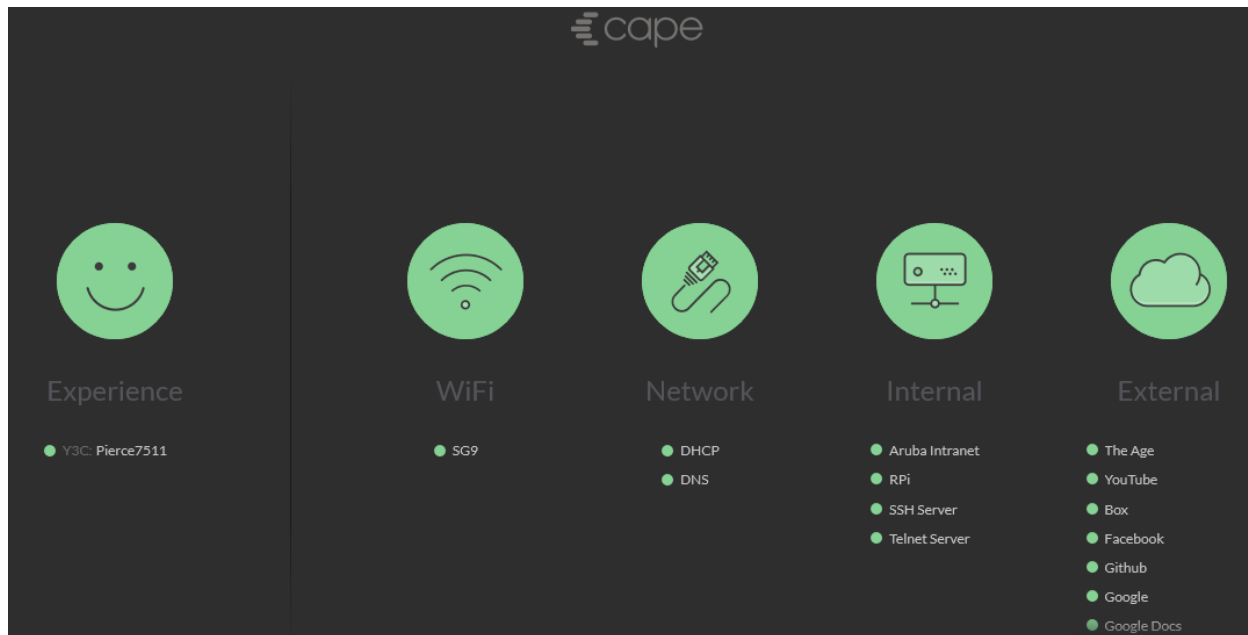 cape
Experience
Y3C: Pierce7511
WiFi
SG9
Network
DHCP
DNS
Internal
Aruba Intranet
RPi
SSH Server
Telnet Server
External
The Age
YouTube
Box
Facebook
Github
Google
Google Docs